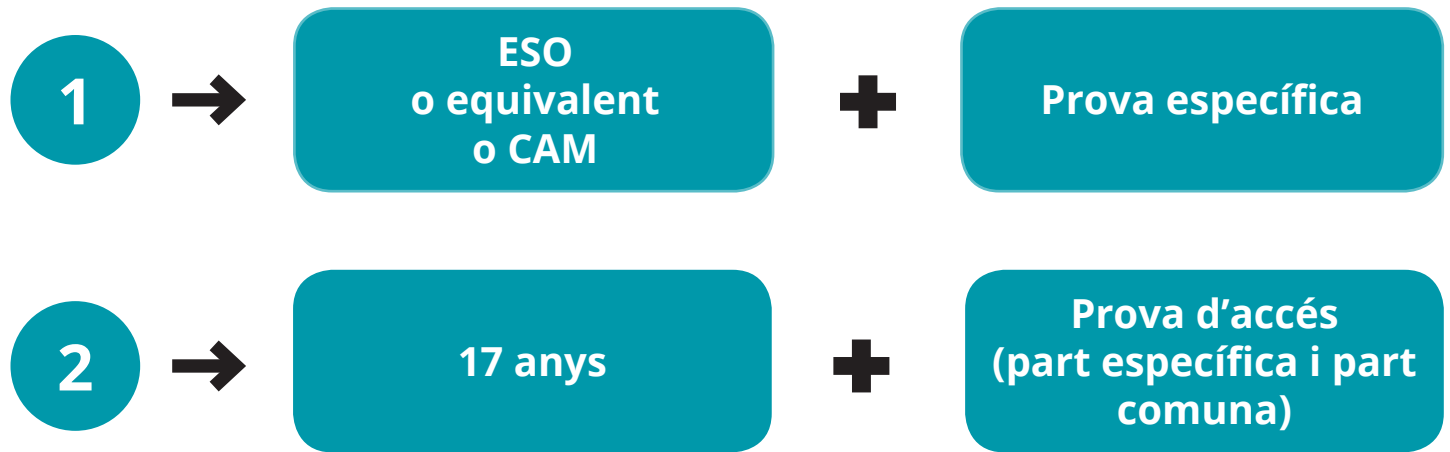 1
ESO
o equivalent
o CAM
Prova específica
2
17 anys
Prova d’accés
(part específica i part
comuna)